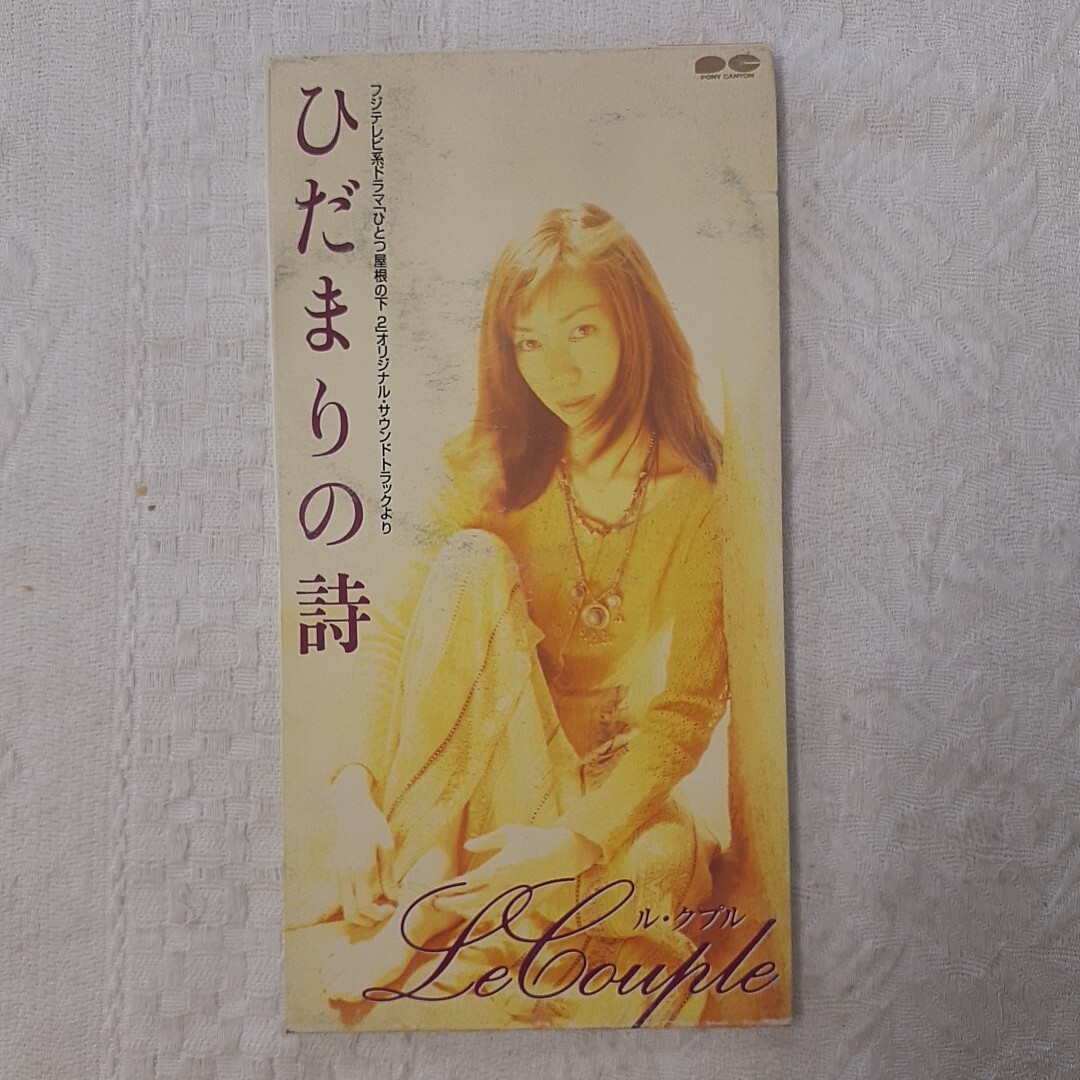 ひだまりの詩
フジテレビ系ドラマ「ひとつ屋根の下 2」オリジナル・サウンドトラックより
PONY CANYON
ル・クプル
Le Couple